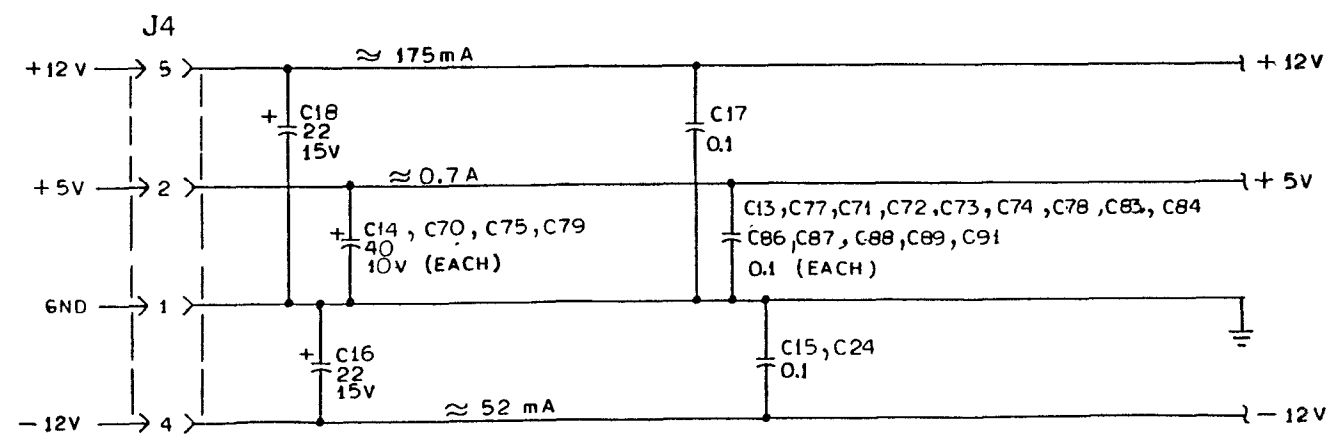 J4
+12 V 5 ≈ 175mA + 12V
+ C18
22
15V
C17
0.1
+5V 2 ≈ 0.7A + 5V
+ C14 , C70, C75, C79
40
10V (EACH)
C13, C77, C71, C72, C73, C74, C78, C83, C84
C86, C87, C88, C89, C91
0.1 (EACH)
GND 1
+ C16
22
15V
C15, C24
0.1
-12V 4 ≈ 52 mA - 12V